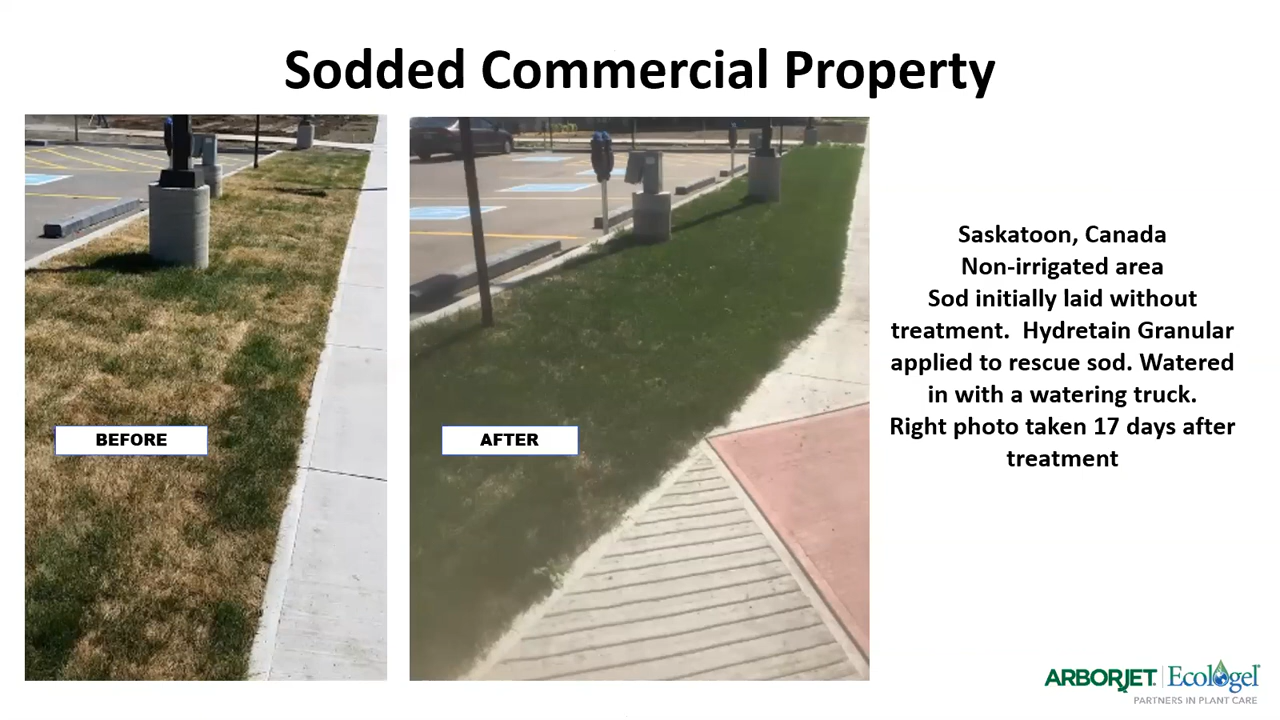 Sodded Commercial Property
BEFORE
AFTER
Saskatoon, Canada
Non-irrigated area
Sod initially laid without
treatment.  Hydretain Granular
applied to rescue sod. Watered
in with a watering truck.
Right photo taken 17 days after
treatment
ARBORJET | Ecologel
PARTNERS IN PLANT CARE